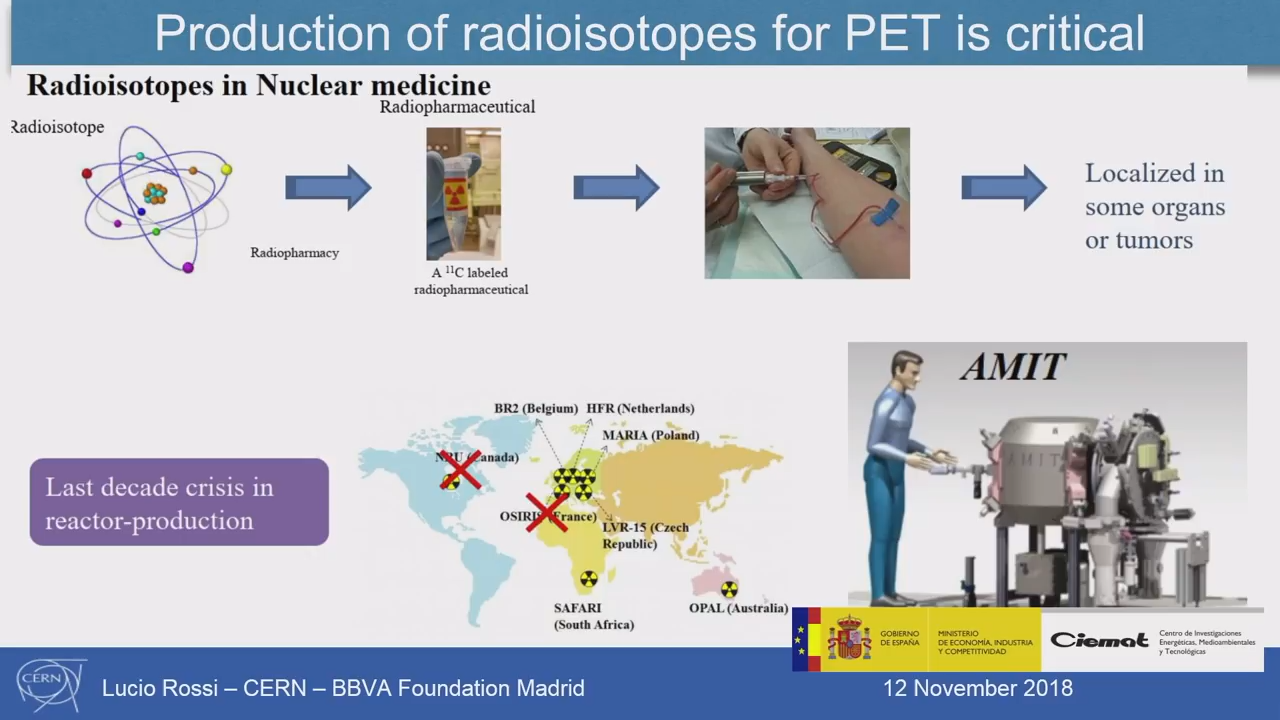 Production of radioisotopes for PET is critical
Radioisotopes in Nuclear medicine
Radioisotope
Radiopharmaceutical
Radiopharmacy
A ¹¹C labeled
radiopharmaceutical
Localized in
some organs
or tumors
Last decade crisis in
reactor-production
BR2 (Belgium)
HFR (Netherlands)
MARIA (Poland)
NRU (Canada)
OSIRIS (France)
LVR-15 (Czech
Republic)
SAFARI
(South Africa)
OPAL (Australia)
AMIT
AMIT
GOBIERNO
DE ESPAÑA
MINISTERIO
DE ECONOMÍA, INDUSTRIA
Y COMPETITIVIDAD
Ciemat
Centro de Investigaciones
Energéticas, Medioambientales
y Tecnológicas
CERN
Lucio Rossi – CERN – BBVA Foundation Madrid
12 November 2018